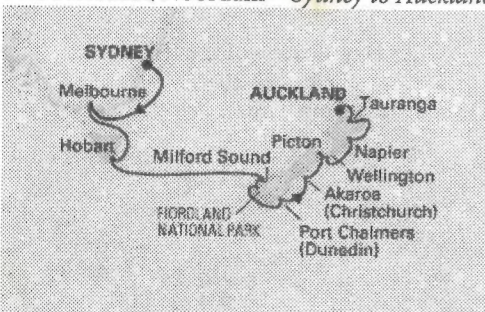 Sydney to Auckland
SYDNEY
Melbourne
AUCKLAND
Tauranga
Hobart
Milford Sound
Picton
Napier
Wellington
Akaroa
(Christchurch)
FIORDLAND
NATIONAL PARK
Port Chalmers
(Dunedin)